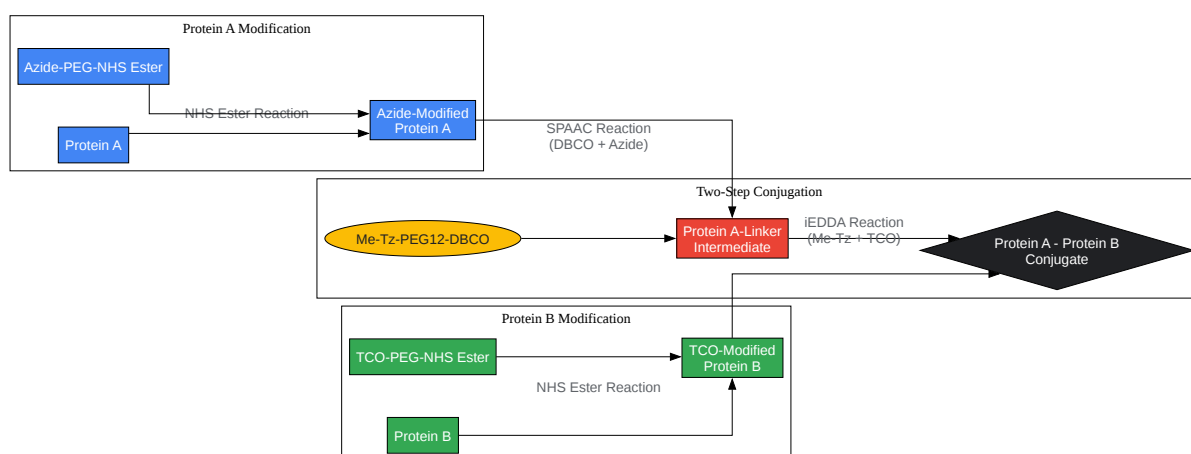 Protein A Modification
Azide-PEG-NHS Ester
NHS Ester Reaction
Azide-Modified
Protein A
Protein A
SPAAC Reaction
(DBCO + Azide)
Two-Step Conjugation
Me-Tz-PEG12-DBCO
Protein A-Linker
Intermediate
iEDDA Reaction
(Me-Tz + TCO)
Protein A - Protein B
Conjugate
Protein B Modification
TCO-PEG-NHS Ester
NHS Ester Reaction
TCO-Modified
Protein B
Protein B